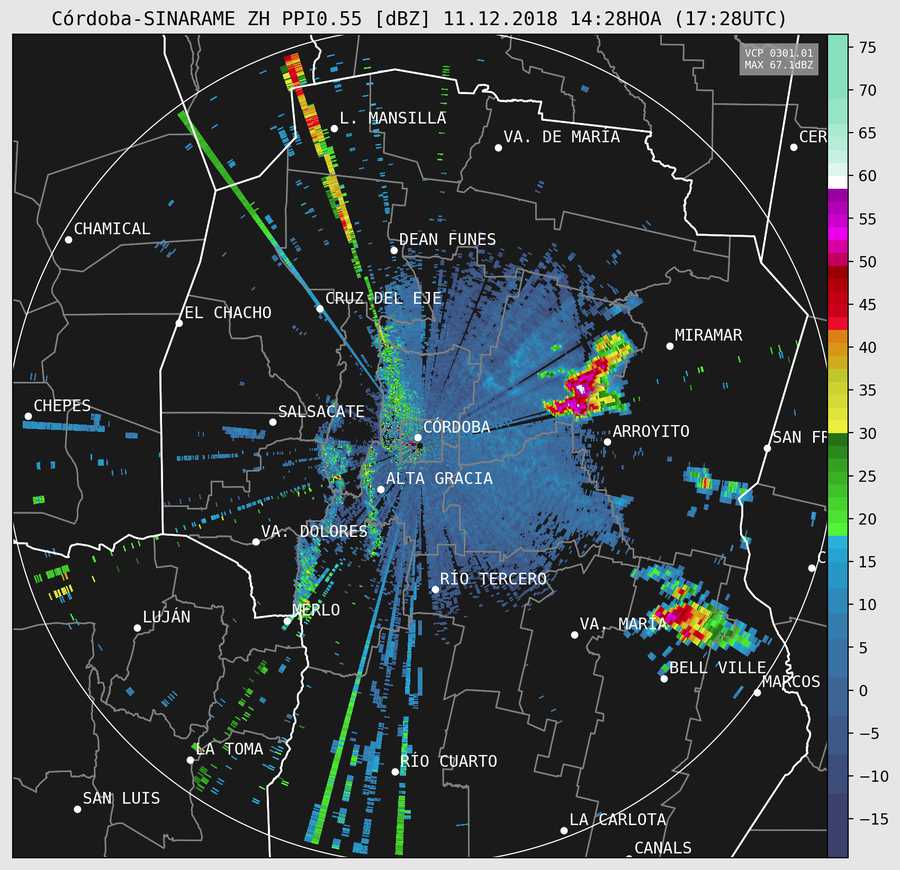 Córdoba-SINARAME ZH PPI0.55 [dBZ] 11.12.2018 14:28HOA (17:28UTC)
VCP 0301.01
MAX 67.1dBZ
75
70
65
60
55
50
45
40
35
30
25
20
15
10
5
0
−5
−10
−15
L. MANSILLA
VA. DE MARÍA
CER
CHAMICAL
DEAN FUNES
CRUZ DEL EJE
EL CHACHO
MIRAMAR
CHEPES
SALSACATE
CÓRDOBA
ARROYITO
SAN FR
ALTA GRACIA
VA. DOLORES
C
RÍO TERCERO
MERLO
LUJÁN
VA. MARÍA
BELL VILLE
MARCOS
LA TOMA
RÍO CUARTO
SAN LUIS
LA CARLOTA
CANALS